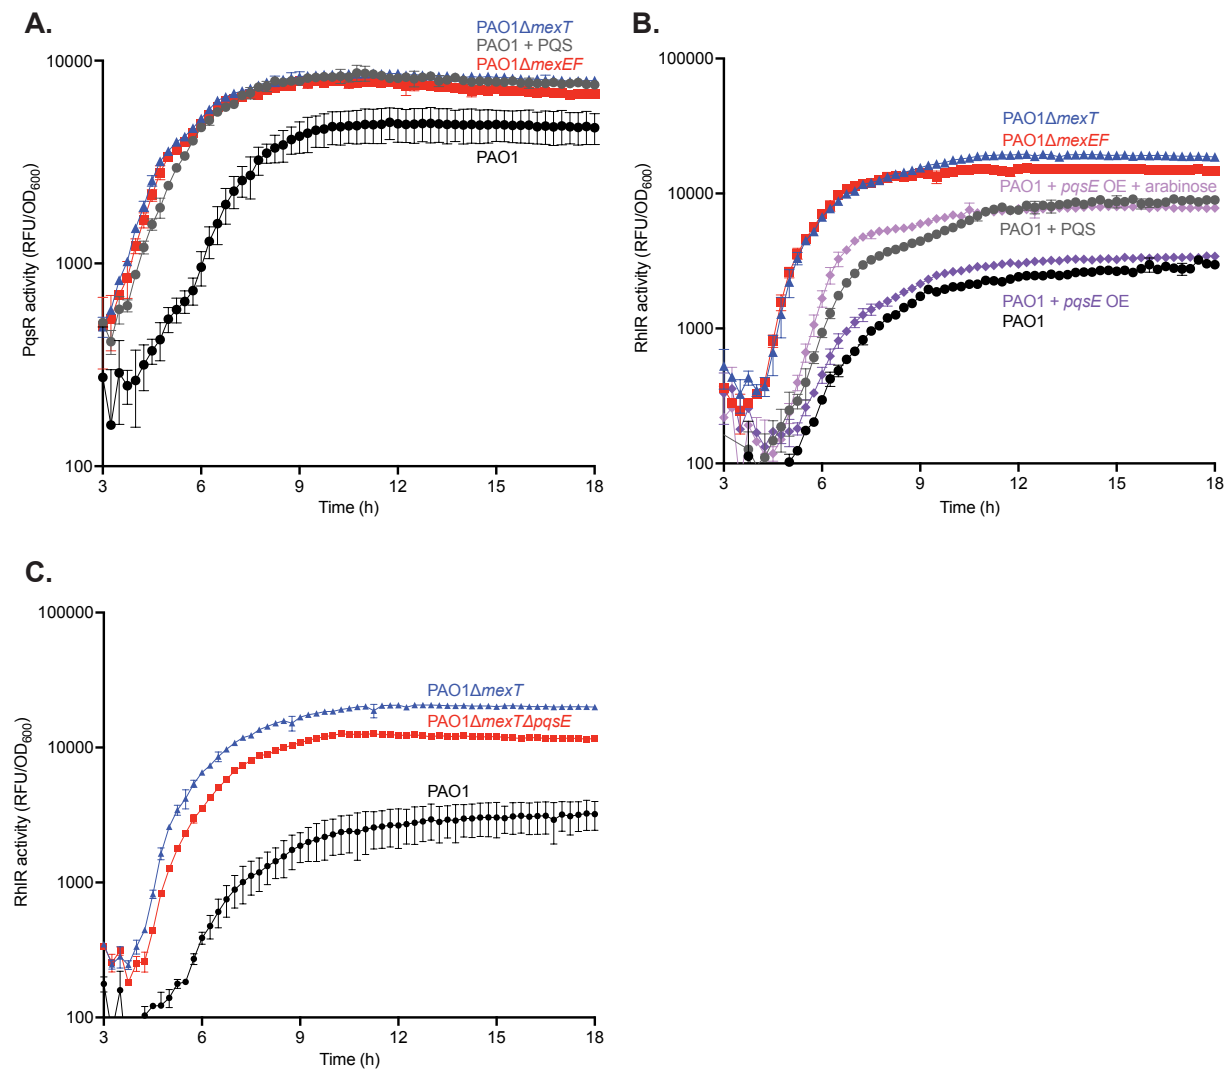 A.
PAO1ΔmexT
PAO1 + PQS
PAO1ΔmexEF
PAO1
10000
1000
100
PqsR activity (RFU/OD600)
3
6
9
12
15
18
Time (h)
B.
PAO1ΔmexT
PAO1ΔmexEF
PAO1 + pqsE OE + arabinose
PAO1 + PQS
PAO1 + pqsE OE
PAO1
100000
10000
1000
100
RhlR activity (RFU/OD600)
3
6
9
12
15
18
Time (h)
C.
PAO1ΔmexT
PAO1ΔmexTΔpqsE
PAO1
100000
10000
1000
100
RhlR activity (RFU/OD600)
3
6
9
12
15
18
Time (h)